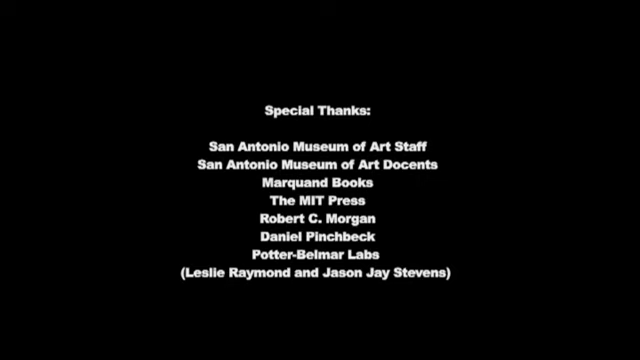 Special Thanks:
San Antonio Museum of Art Staff
San Antonio Museum of Art Docents
Marquand Books
The MIT Press
Robert C. Morgan
Daniel Pinchbeck
Potter-Belmar Labs
(Leslie Raymond and Jason Jay Stevens)